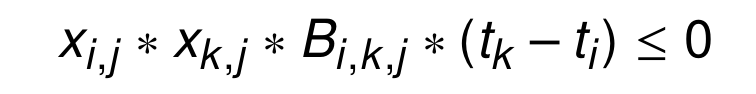 x_{i,j} * x_{k,j} * B_{i,k,j} * (t_k − t_i) ≤ 0